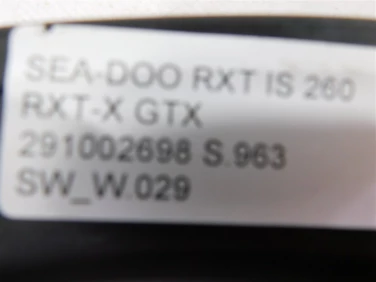 SEA-DOO RXT IS 260
RXT-X GTX
291002698 S.963
SW_W.029